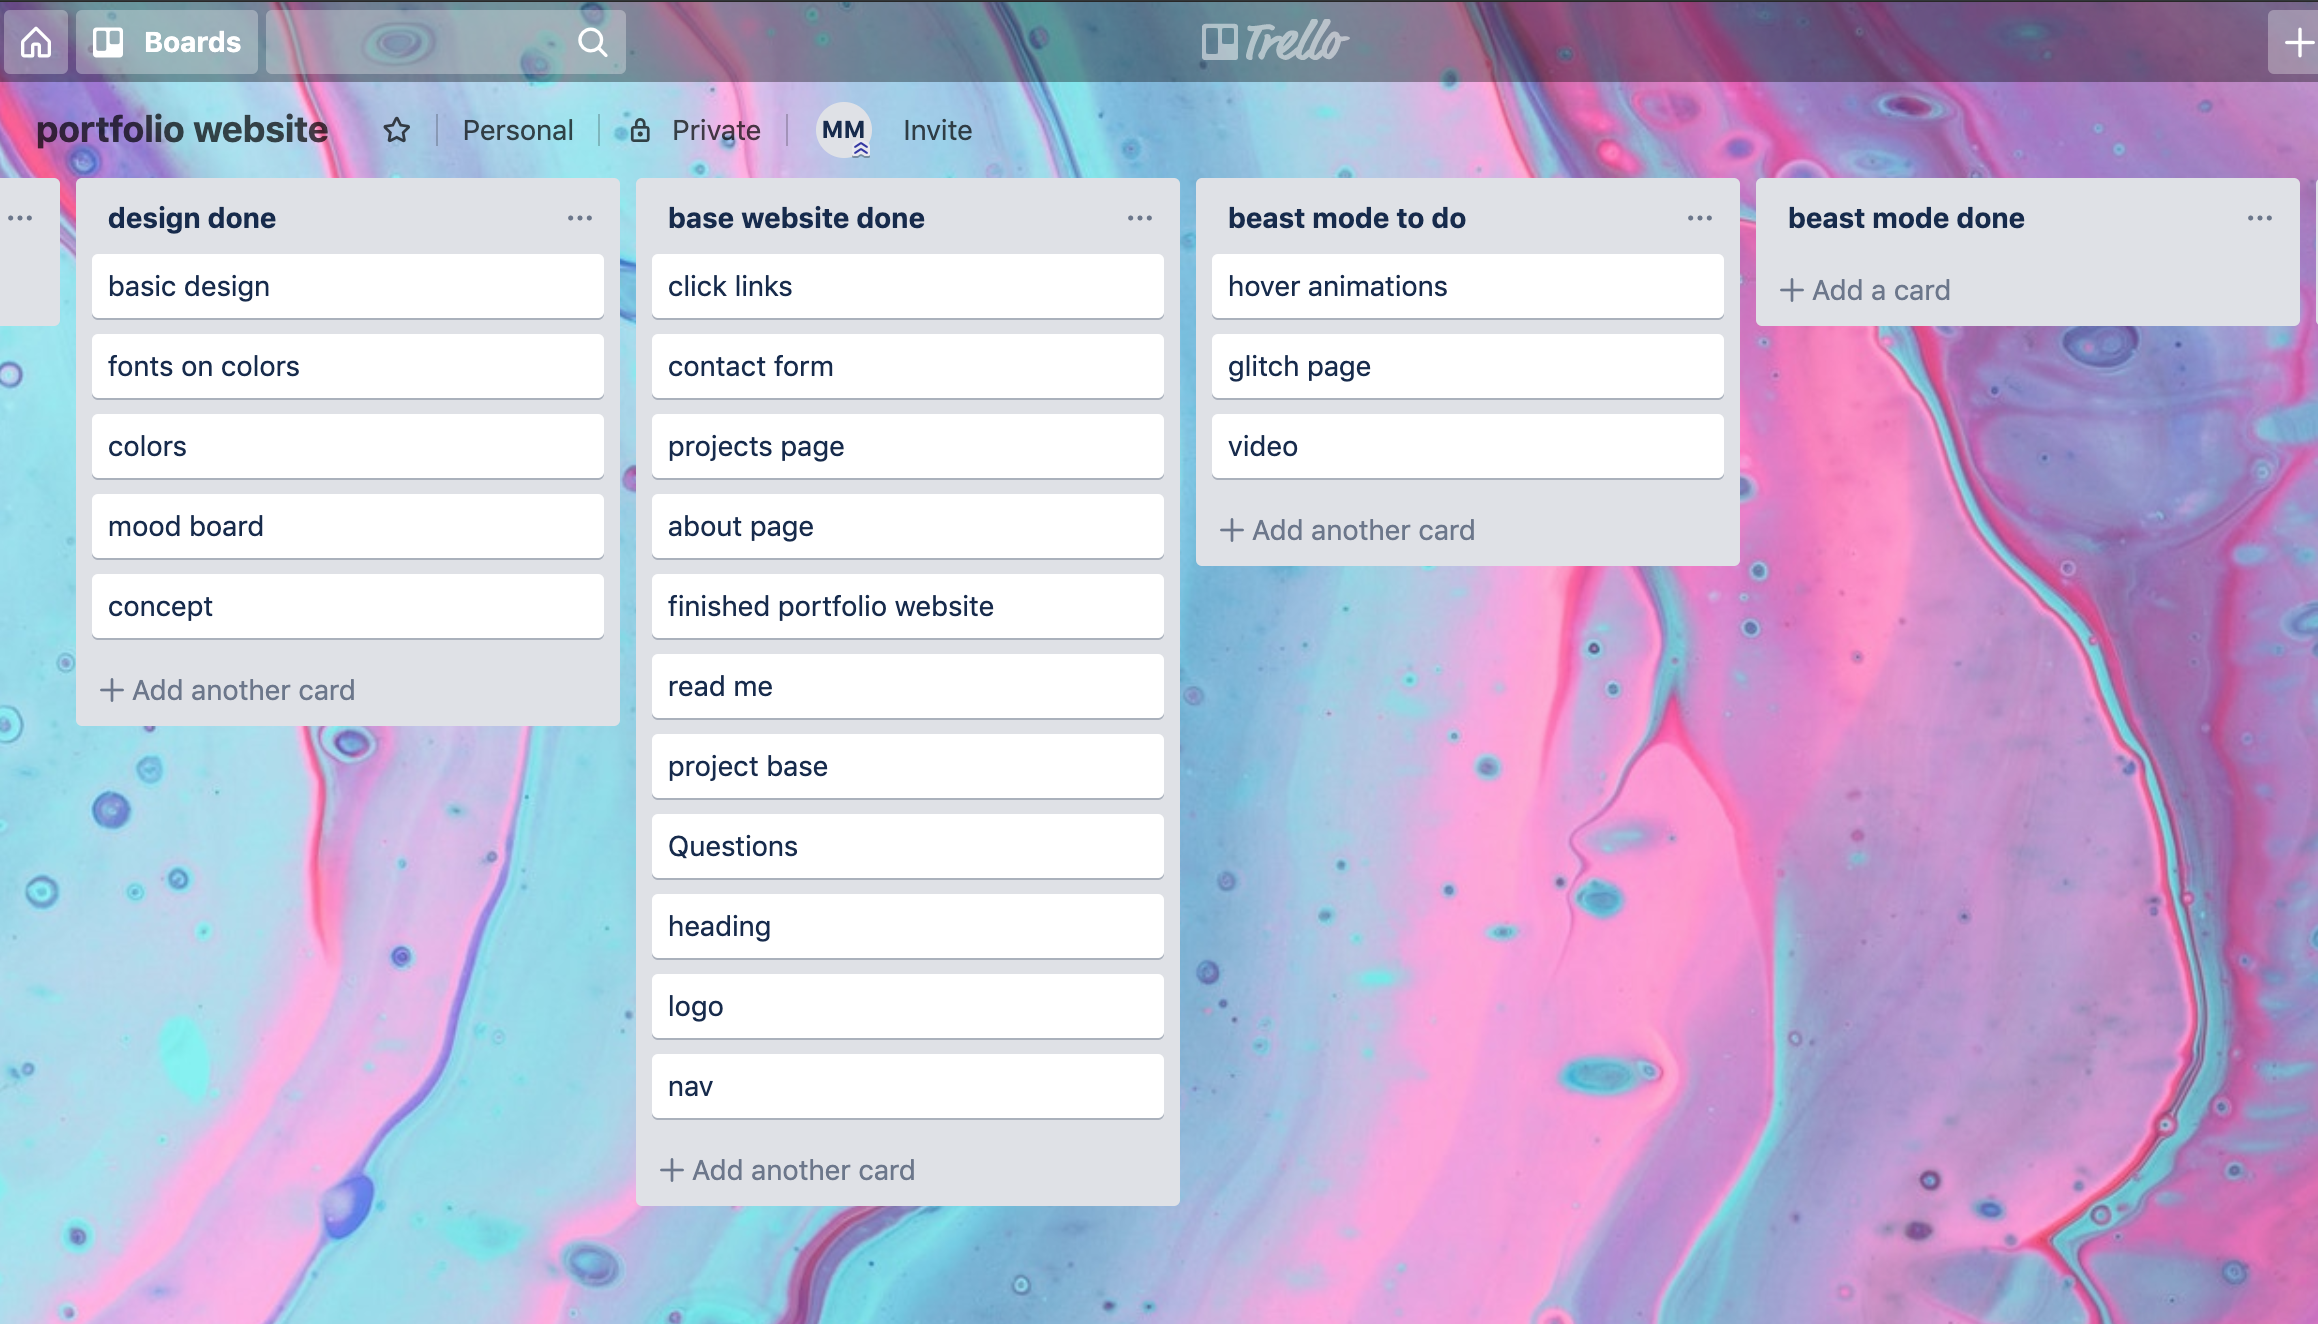 Boards
Trello
portfolio website
Personal
Private
MM
Invite
design done
basic design
fonts on colors
colors
mood board
concept
+ Add another card
base website done
click links
contact form
projects page
about page
finished portfolio website
read me
project base
Questions
heading
logo
nav
+ Add another card
beast mode to do
hover animations
glitch page
video
+ Add another card
beast mode done
+ Add a card